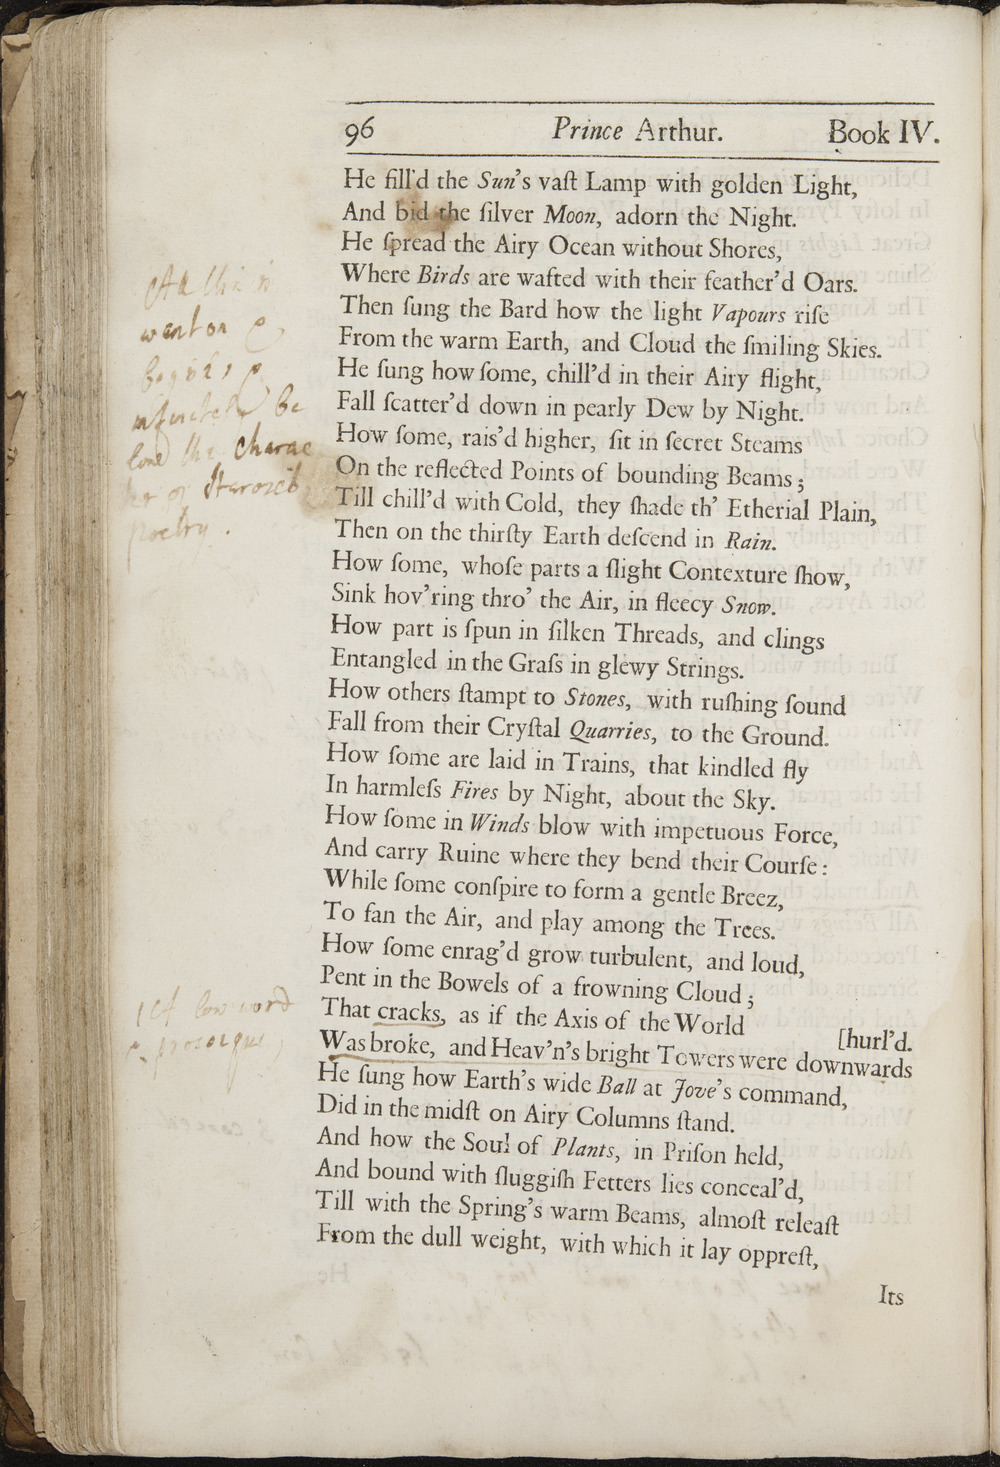 96 Prince Arthur. Book IV.
He fill'd the Sun's vaſt Lamp with golden Light,
And bid the ſilver Moon, adorn the Night.
He ſpread the Airy Ocean without Shores,
Where Birds are wafted with their feather'd Oars.
Then ſung the Bard how the light Vapours riſe
From the warm Earth, and Cloud the ſmiling Skies.
He ſung how ſome, chill'd in their Airy flight,
Fall ſcatter'd down in pearly Dew by Night.
How ſome, rais'd higher, ſit in ſecret Steams
On the reflected Points of bounding Beams;
Till chill'd with Cold, they ſhade th' Etherial Plain,
Then on the thirſty Earth deſcend in Rain.
How ſome, whoſe parts a ſlight Contexture ſhow,
Sink hov'ring thro' the Air, in fleecy Snow.
How part is ſpun in ſilken Threads, and clings
Entangled in the Graſs in glewy Strings.
How others ſtampt to Stones, with ruſhing ſound
Fall from their Cryſtal Quarries, to the Ground.
How ſome are laid in Trains, that kindled fly
In harmleſs Fires by Night, about the Sky.
How ſome in Winds blow with impetuous Force,
And carry Ruine where they bend their Courſe:
While ſome conſpire to form a gentle Breez,
To fan the Air, and play among the Trees.
How ſome enrag'd grow turbulent, and loud,
Pent in the Bowels of a frowning Cloud;
That cracks, as if the Axis of the World
[hurl'd.
Was broke, and Heav'n's bright Towers were downwards
He ſung how Earth's wide Ball at Jove's command,
Did in the midſt on Airy Columns ſtand.
And how the Soul of Plants, in Priſon held,
And bound with ſluggiſh Fetters lies conceal'd,
Till with the Spring's warm Beams, almoſt releaſt
From the dull weight, with which it lay oppreſt,
Its
All this is
wanton
infinitely be
lond the charac
ter of
poetry.
low word